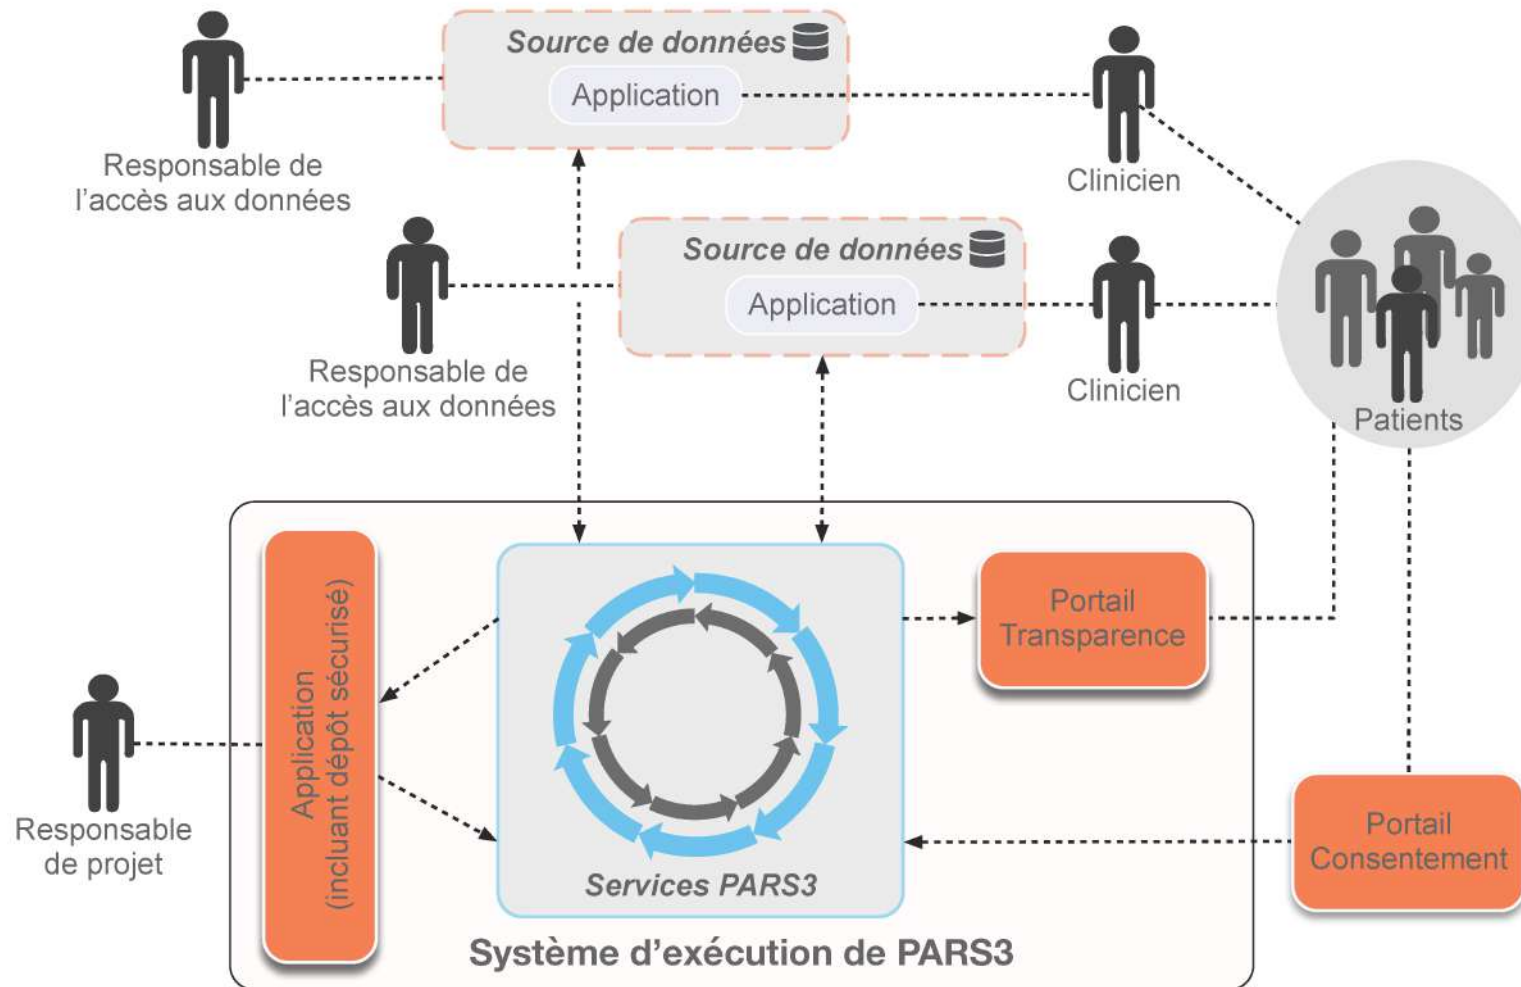 Source de données
Application
Responsable de
l'accès aux données
Clinicien
Source de données
Application
Responsable de
l'accès aux données
Clinicien
Patients
Application
(incluant dépôt sécurisé)
Portail
Transparence
Responsable
de projet
Services PARS3
Portail
Consentement
Système d'exécution de PARS3